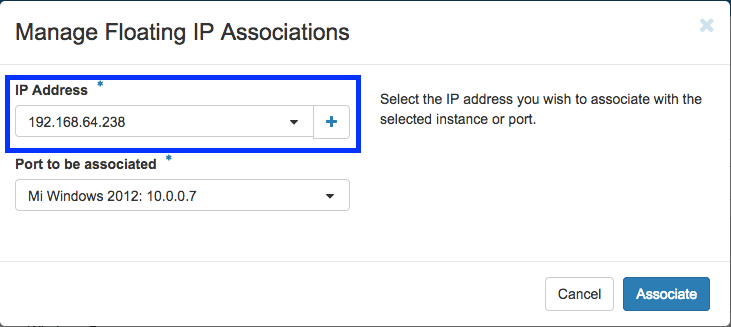 Manage Floating IP Associations
×
IP Address *
192.168.64.238
+
Select the IP address you wish to associate with the
selected instance or port.
Port to be associated *
Mi Windows 2012: 10.0.0.7
Cancel
Associate